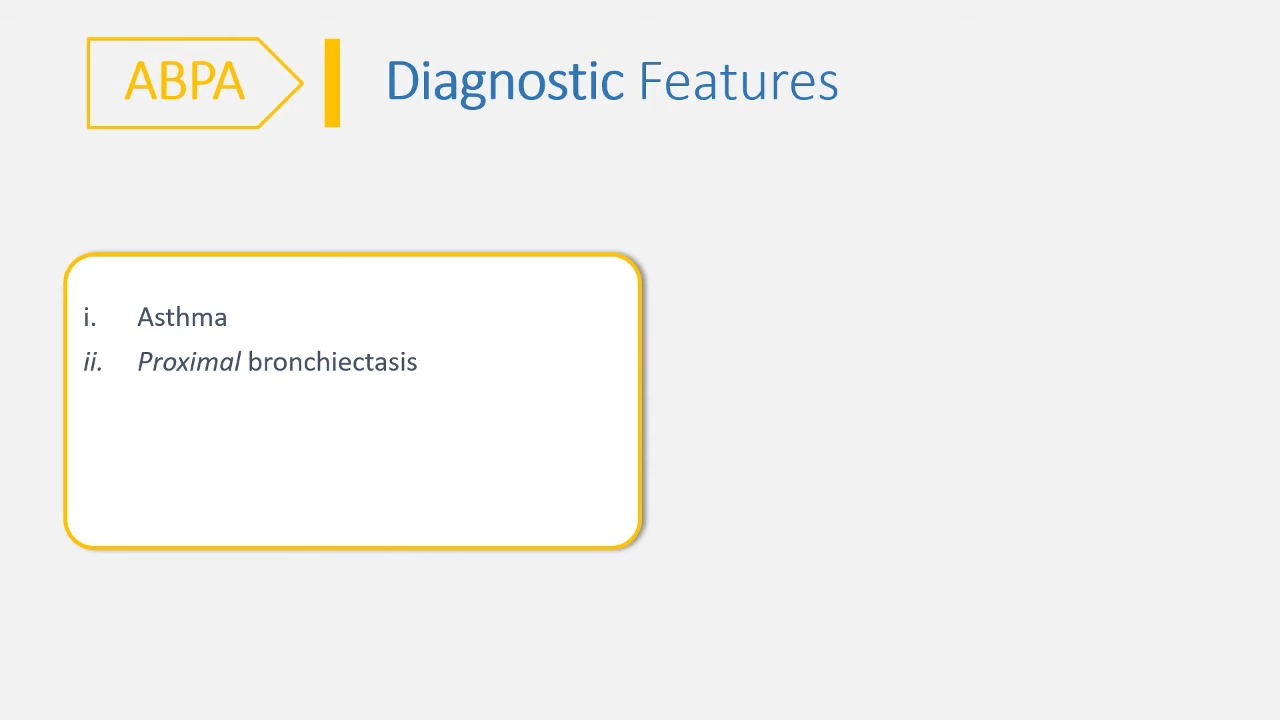 ABPA
Diagnostic Features
i. Asthma
ii. Proximal bronchiectasis